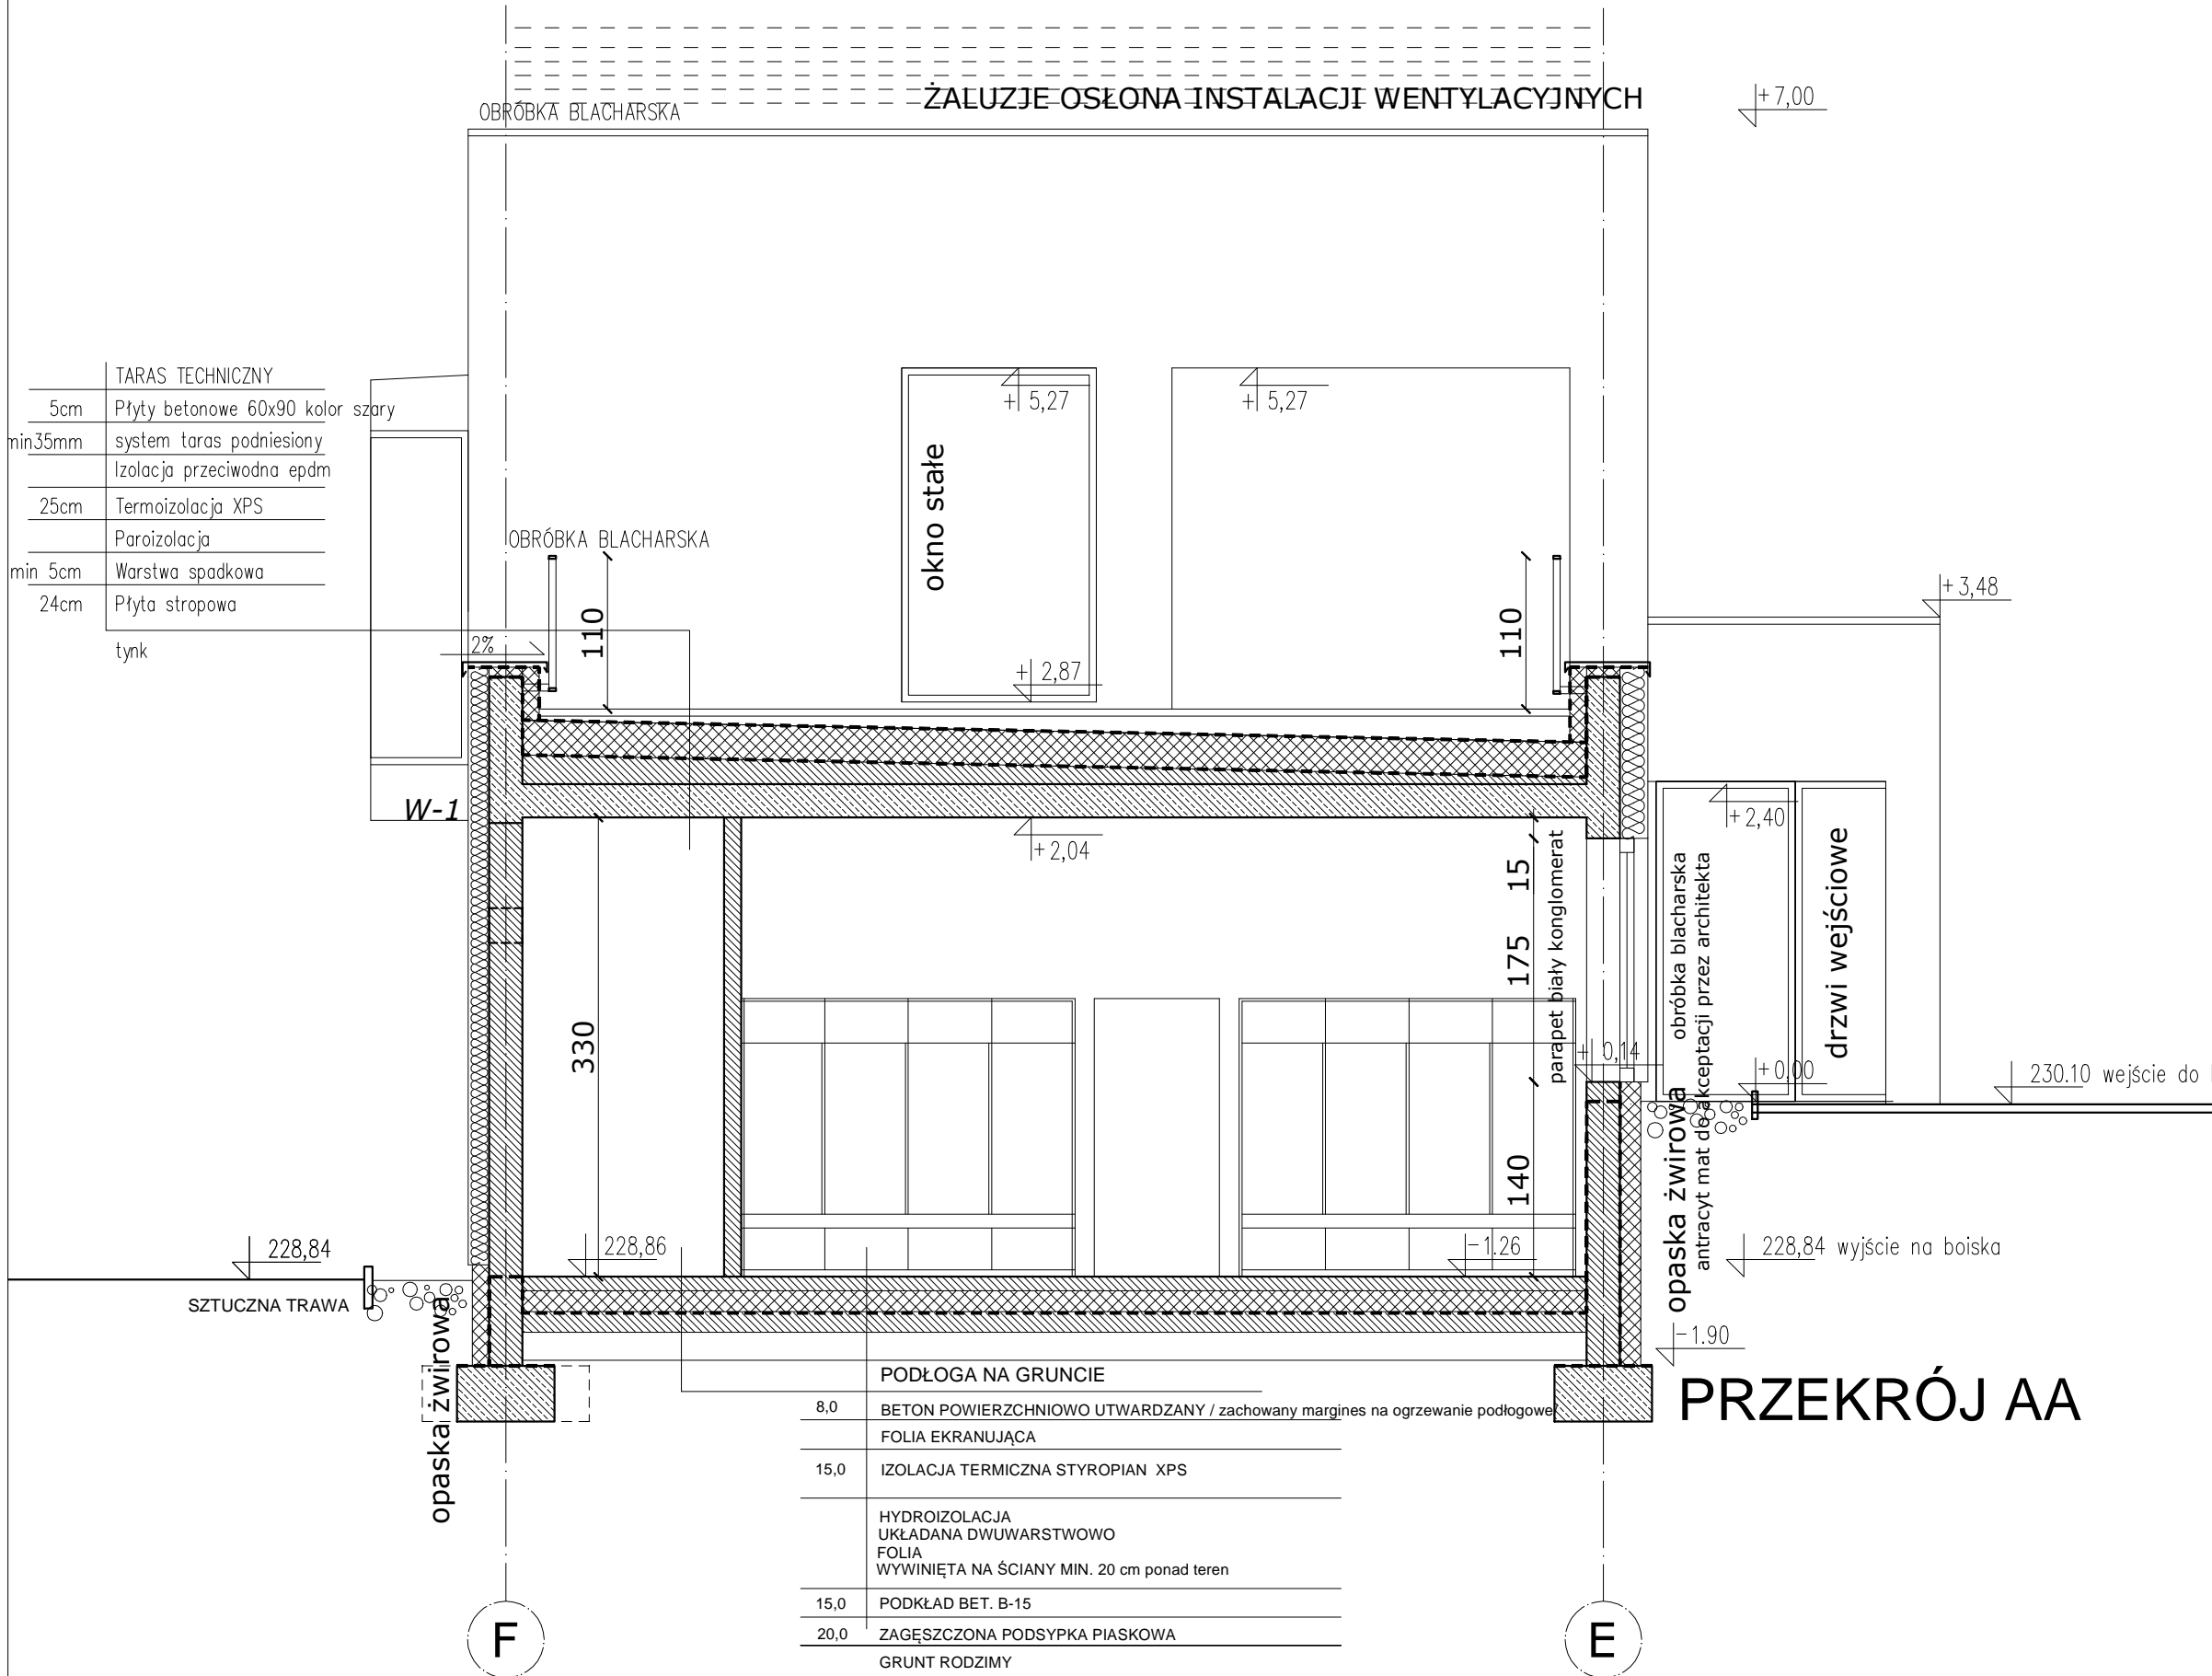 ŻALUZJE OSŁONA INSTALACJI WENTYLACYJNYCH
+7,00
OBRÓBKA BLACHARSKA
TARAS TECHNICZNY
5cm Płyty betonowe 60x90 kolor szary
min35mm system taras podniesiony
Izolacja przeciwodna epdm
25cm Termoizolacja XPS
Paroizolacja
min 5cm Warstwa spadkowa
24cm Płyta stropowa
tynk
+ 5,27
+ 5,27
okno stałe
OBRÓBKA BLACHARSKA
110
110
+3,48
2%
+ 2,87
W-1
+2,04
+2,40
15
175
140
330
parapet biały konglomerat
obróbka blacharska
antracyt mat do akceptacji przez architekta
drzwi wejściowe
+ 0,14
+0,00
230.10 wejście do
228,84
228,86
-1.26
228,84 wyjście na boiska
SZTUCZNA TRAWA
opaska żwirowa
opaska żwirowa
-1.90
PRZEKRÓJ AA
PODŁOGA NA GRUNCIE
8,0 BETON POWIERZCHNIOWO UTWARDZANY / zachowany margines na ogrzewanie podłogowe/
FOLIA EKRANUJĄCA
15,0 IZOLACJA TERMICZNA STYROPIAN XPS
HYDROIZOLACJA
UKŁADANA DWUWARSTWOWO
FOLIA
WYWINIĘTA NA ŚCIANY MIN. 20 cm ponad teren
15,0 PODKŁAD BET. B-15
20,0 ZAGĘSZCZONA PODSYPKA PIASKOWA
GRUNT RODZIMY
F
E